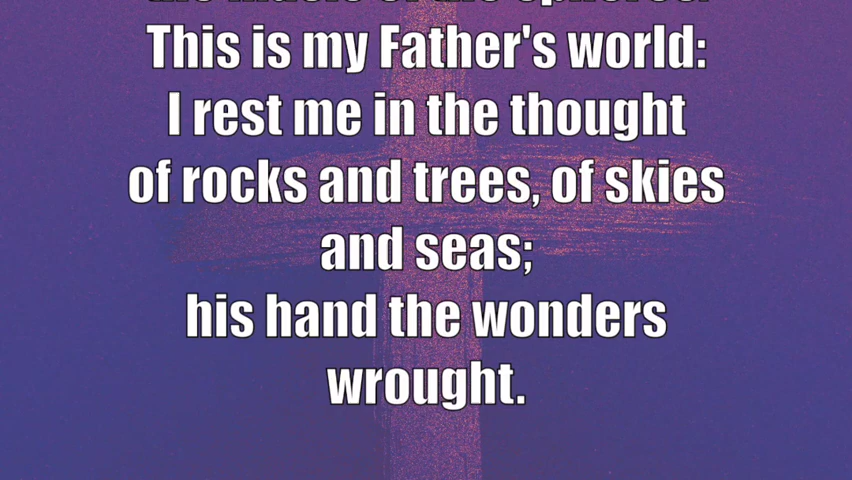 This is my Father's world:
I rest me in the thought
of rocks and trees, of skies
and seas;
his hand the wonders
wrought.